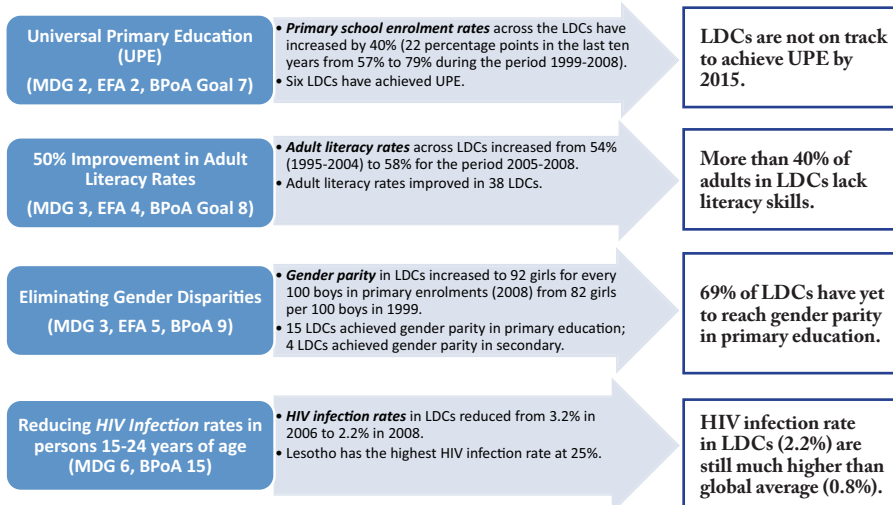 Universal Primary Education
(UPE)
(MDG 2, EFA 2, BPoA Goal 7)
• Primary school enrolment rates across the LDCs have
increased by 40% (22 percentage points in the last ten
years from 57% to 79% during the period 1999-2008).
• Six LDCs have achieved UPE.
LDCs are not on track
to achieve UPE by
2015.
50% Improvement in Adult
Literacy Rates
(MDG 3, EFA 4, BPoA Goal 8)
• Adult literacy rates across LDCs increased from 54%
(1995-2004) to 58% for the period 2005-2008.
• Adult literacy rates improved in 38 LDCs.
More than 40% of
adults in LDCs lack
literacy skills.
Eliminating Gender Disparities
(MDG 3, EFA 5, BPoA 9)
• Gender parity in LDCs increased to 92 girls for every
100 boys in primary enrolments (2008) from 82 girls
per 100 boys in 1999.
• 15 LDCs achieved gender parity in primary education;
4 LDCs achieved gender parity in secondary.
69% of LDCs have yet
to reach gender parity
in primary education.
Reducing HIV Infection rates in
persons 15-24 years of age
(MDG 6, BPoA 15)
• HIV infection rates in LDCs reduced from 3.2% in
2006 to 2.2% in 2008.
• Lesotho has the highest HIV infection rate at 25%.
HIV infection rate
in LDCs (2.2%) are
still much higher than
global average (0.8%).